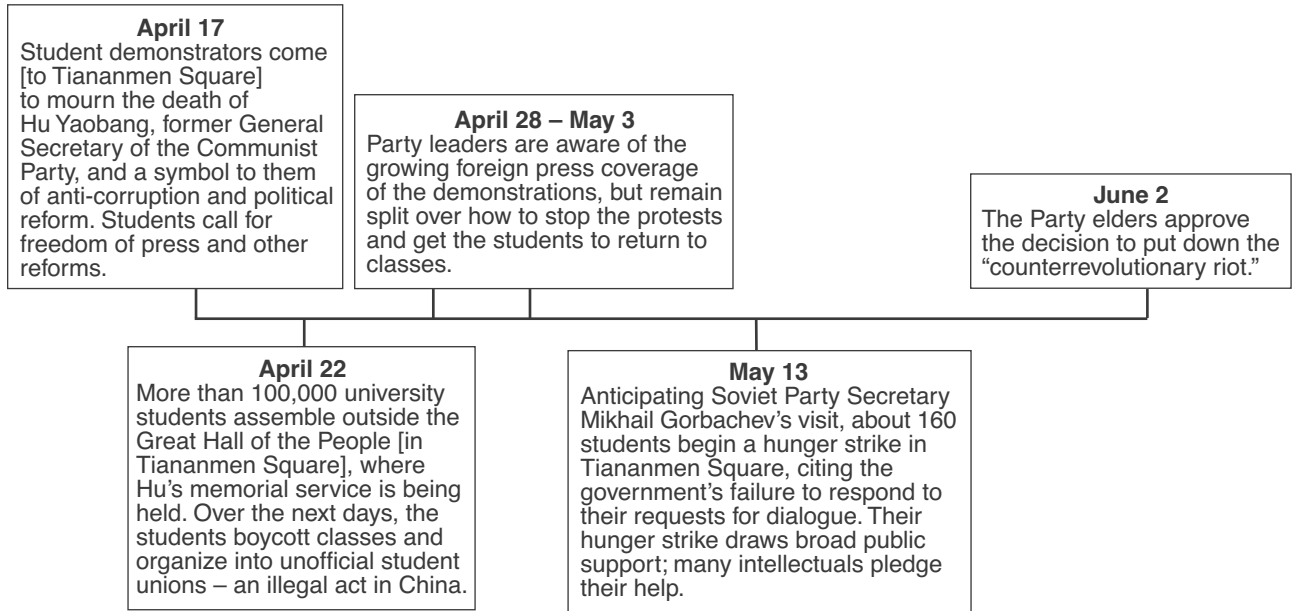 April 17
Student demonstrators come
[to Tiananmen Square]
to mourn the death of
Hu Yaobang, former General
Secretary of the Communist
Party, and a symbol to them
of anti-corruption and political
reform. Students call for
freedom of press and other
reforms.
April 22
More than 100,000 university
students assemble outside the
Great Hall of the People [in
Tiananmen Square], where
Hu’s memorial service is being
held. Over the next days, the
students boycott classes and
organize into unofficial student
unions – an illegal act in China.
April 28 – May 3
Party leaders are aware of the
growing foreign press coverage
of the demonstrations, but remain
split over how to stop the protests
and get the students to return to
classes.
May 13
Anticipating Soviet Party Secretary
Mikhail Gorbachev’s visit, about 160
students begin a hunger strike in
Tiananmen Square, citing the
government’s failure to respond to
their requests for dialogue. Their
hunger strike draws broad public
support; many intellectuals pledge
their help.
June 2
The Party elders approve
the decision to put down the
“counterrevolutionary riot.”